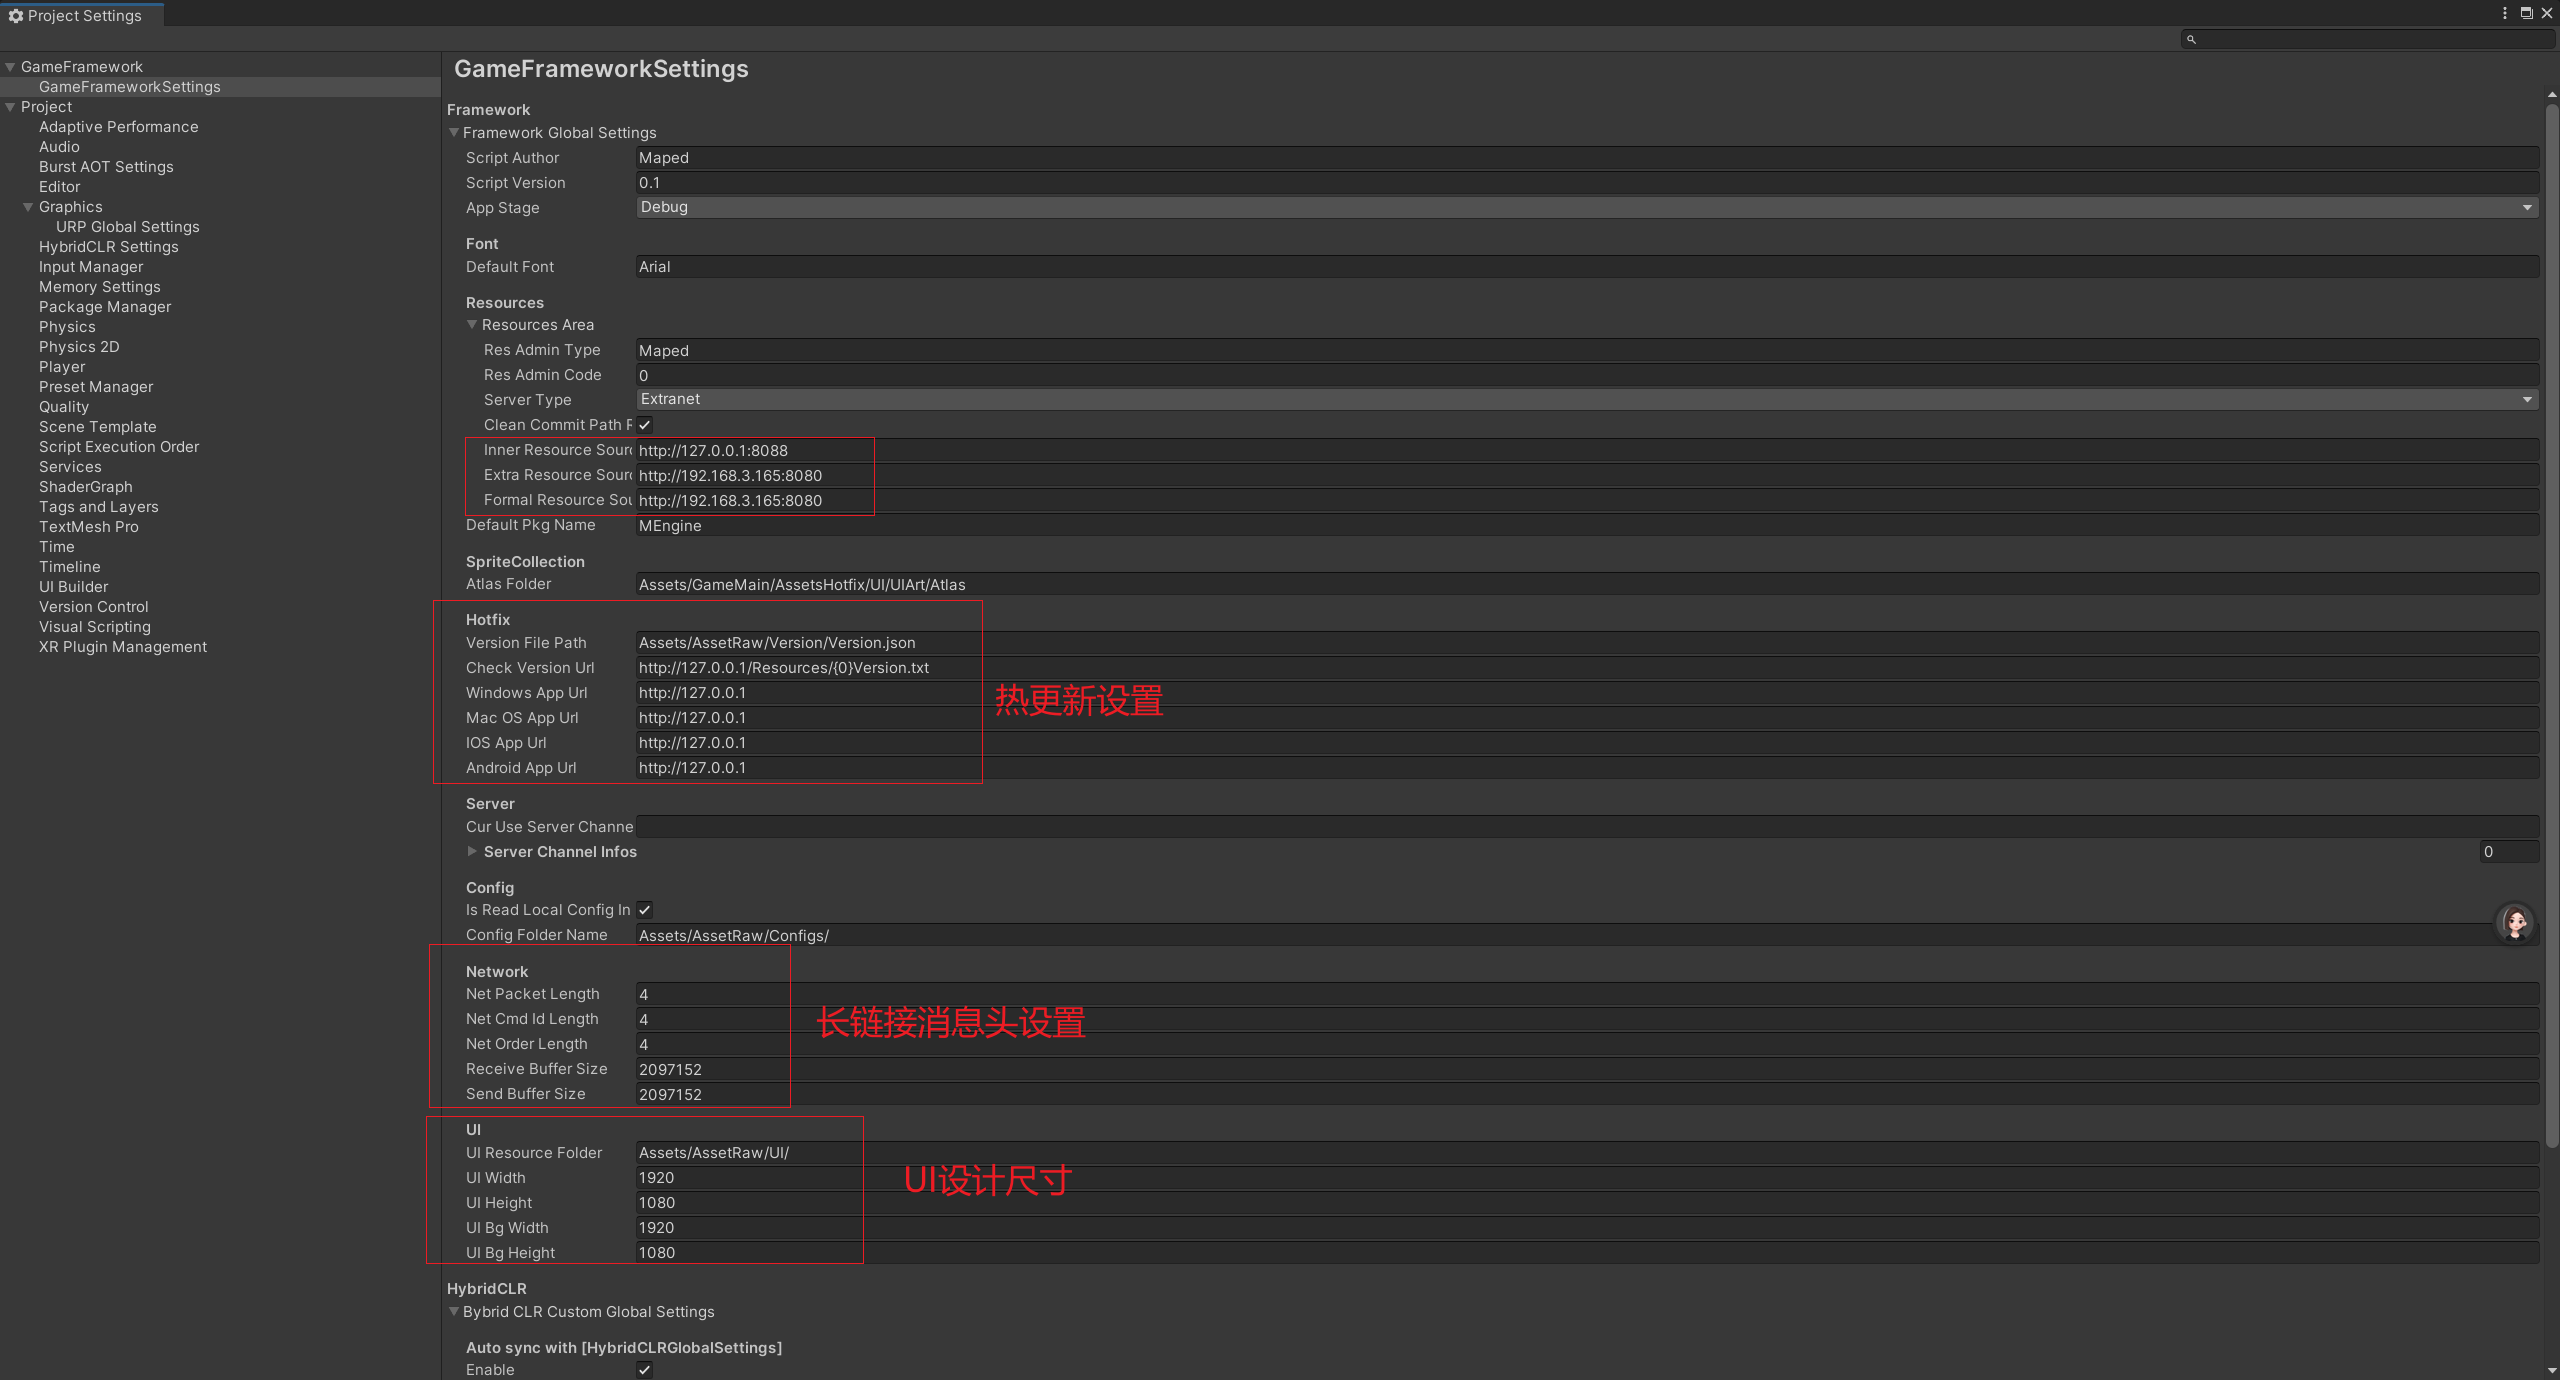 Project Settings
GameFramework
GameFrameworkSettings
Project
Adaptive Performance
Audio
Burst AOT Settings
Editor
Graphics
URP Global Settings
HybridCLR Settings
Input Manager
Memory Settings
Package Manager
Physics
Physics 2D
Player
Preset Manager
Quality
Scene Template
Script Execution Order
Services
ShaderGraph
Tags and Layers
TextMesh Pro
Time
Timeline
UI Builder
Version Control
Visual Scripting
XR Plugin Management
GameFrameworkSettings
Framework
Framework Global Settings
Script Author Maped
Script Version 0.1
App Stage Debug
Font
Default Font Arial
Resources
Resources Area
Res Admin Type Maped
Res Admin Code 0
Server Type Extranet
Clean Commit Path R
Inner Resource Sourc http://127.0.0.1:8088
Extra Resource Sourc http://192.168.3.165:8080
Formal Resource Sou http://192.168.3.165:8080
Default Pkg Name MEngine
SpriteCollection
Atlas Folder Assets/GameMain/AssetsHotfix/UI/UIArt/Atlas
Hotfix
Version File Path Assets/AssetRaw/Version/Version.json
Check Version Url http://127.0.0.1/Resources/{0}Version.txt
Windows App Url http://127.0.0.1
热更新设置
Mac OS App Url http://127.0.0.1
IOS App Url http://127.0.0.1
Android App Url http://127.0.0.1
Server
Cur Use Server Channe
Server Channel Infos 0
Config
Is Read Local Config In
Config Folder Name Assets/AssetRaw/Configs/
Network
Net Packet Length 4
Net Cmd Id Length 4
长链接消息头设置
Net Order Length 4
Receive Buffer Size 2097152
Send Buffer Size 2097152
UI
UI Resource Folder Assets/AssetRaw/UI/
UI Width 1920
UI设计尺寸
UI Height 1080
UI Bg Width 1920
UI Bg Height 1080
HybridCLR
Bybrid CLR Custom Global Settings
Auto sync with [HybridCLRGlobalSettings]
Enable